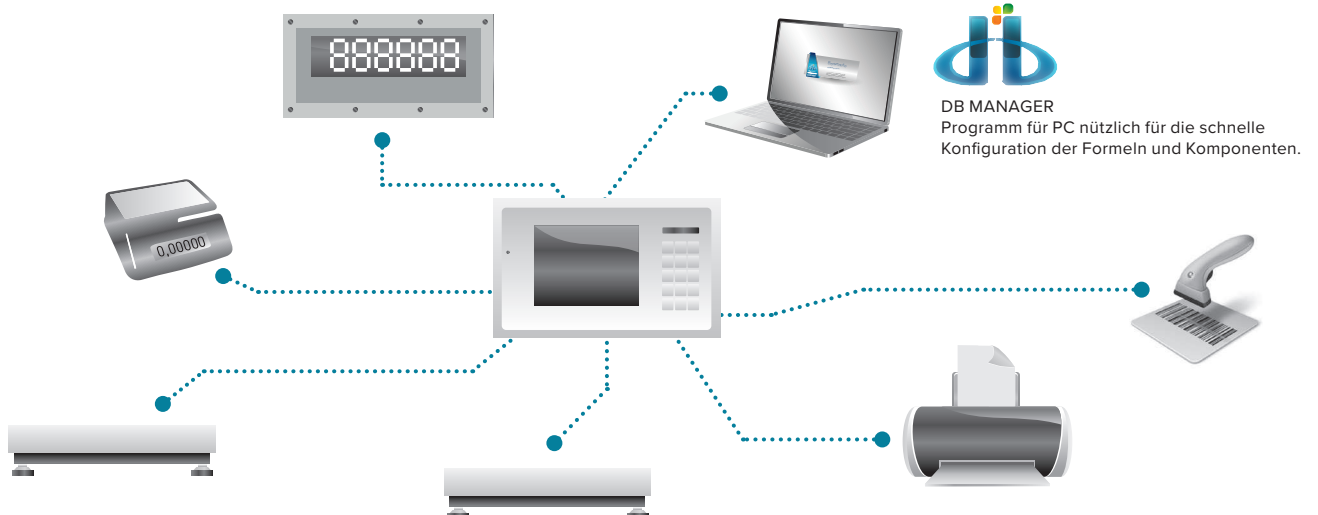 888888
DB MANAGER
Programm für PC nützlich für die schnelle
Konfiguration der Formeln und Komponenten.
0,00000